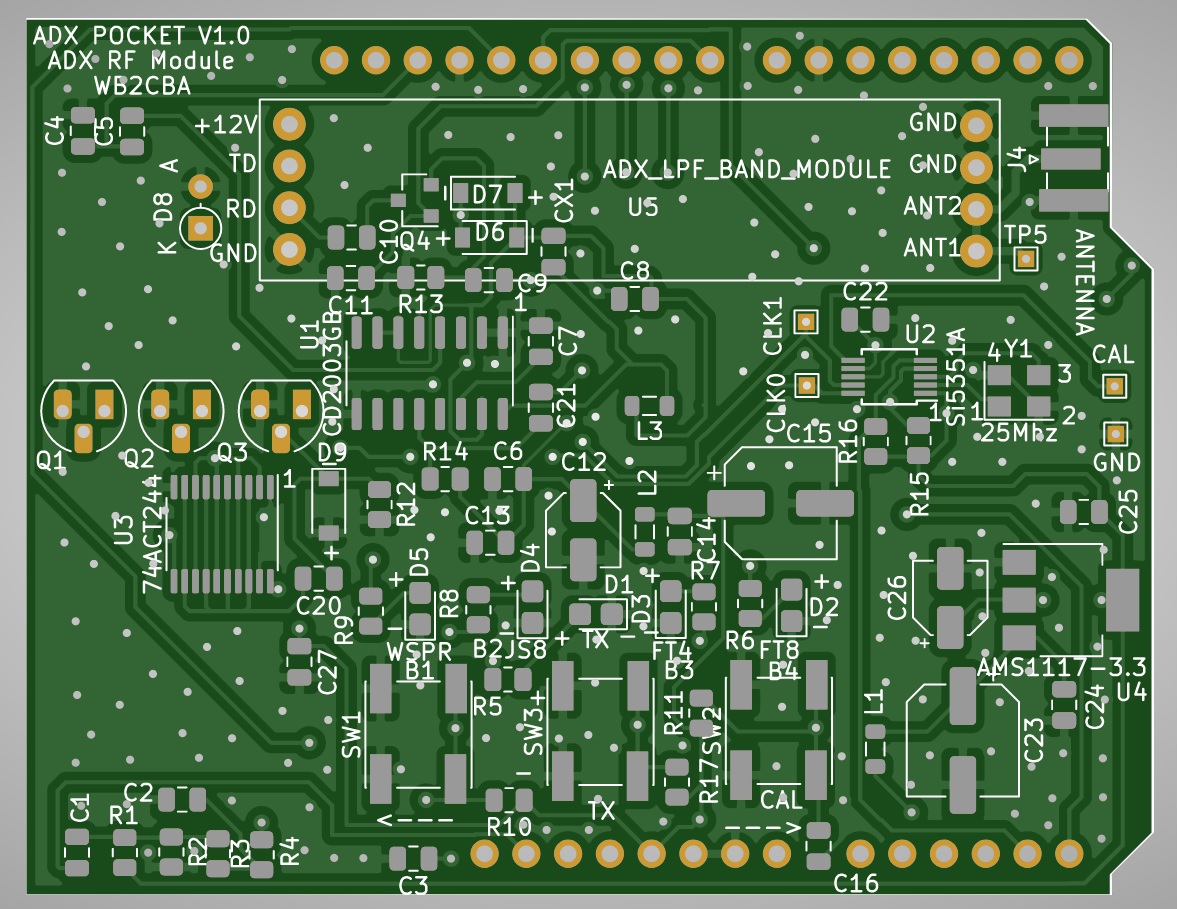 ADX POCKET V1.0
ADX RF Module
WB2CBA
C4
C5
+12V
TD
RD
GND
A
D8
K
GND
GND
ANT2
ANT1
ADX_LPF_BAND_MODULE
U5
J4
TP5
ANTENNA
D7
+
D6
+
CX1
Q4
C10
C11
R13
C9
C8
1
U1
CD2003GB
C7
C21
L3
CLK1
CLK0
C22
U2
Si5351A
1
4
Y1
3
1
2
25Mhz
CAL
GND
Q1
Q2
Q3
D9
+
1
U3
74ACT244
R14
C6
C12
+
L2
C15
+
R16
R15
C25
R12
C13
C14
C20
R9
D5
+
-
R8
D4
+
-
D1
+
-
D3
+
-
R7
R6
D2
+
-
C26
+
C27
WSPR
B1
B2
JS8
TX
FT4
B3
FT8
B4
AMS1117-3.3
U4
SW1
R5
SW3
+
-
R11
SW2
R17
L1
+
C23
C24
C1
C2
R1
R2
R3
R4
<---
R10
TX
CAL
--->
C3
C16